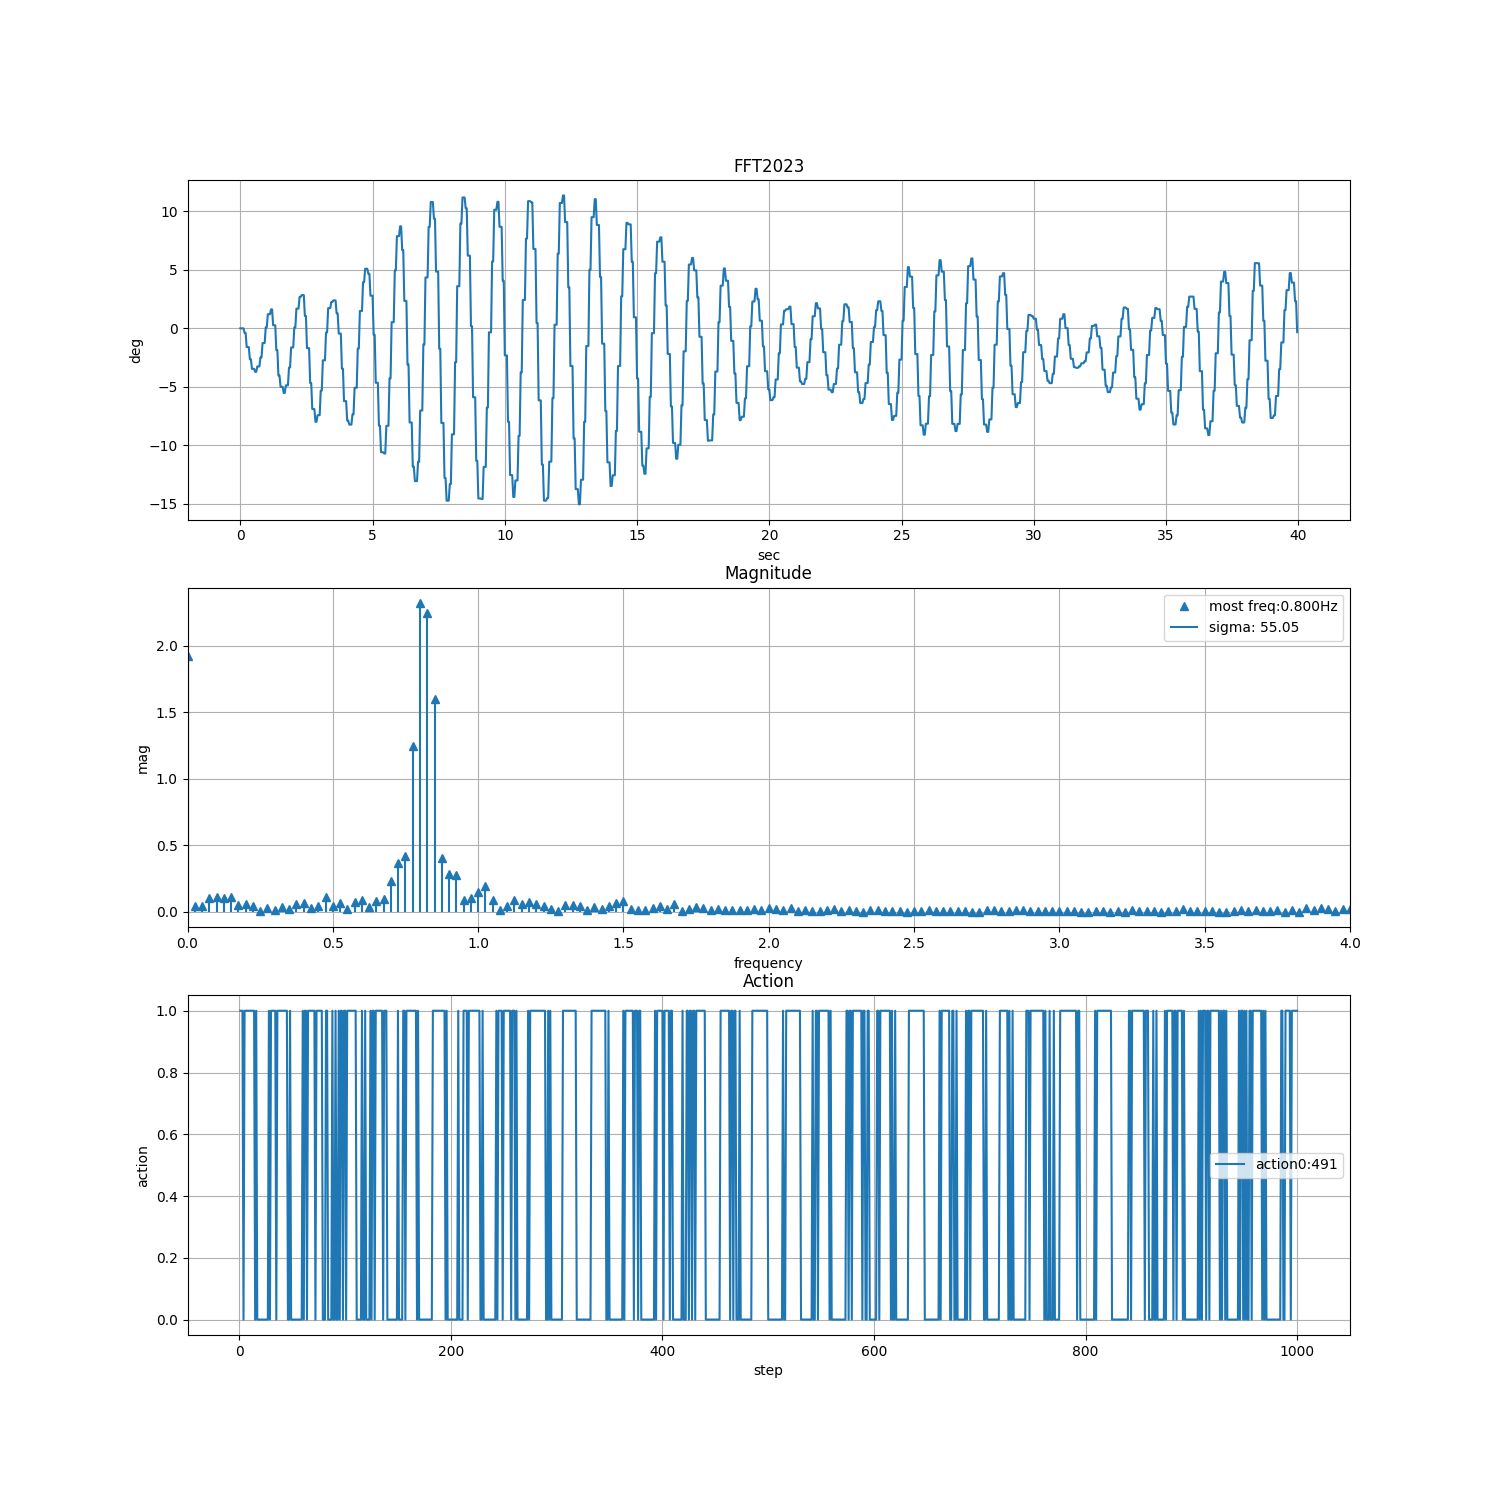 FFT2023
10
5
0
−5
−10
−15
deg
0 5 10 15 20 25 30 35 40
sec
Magnitude
most freq:0.800Hz
sigma: 55.05
2.0
1.5
1.0
0.5
0.0
mag
0.0 0.5 1.0 1.5 2.0 2.5 3.0 3.5 4.0
frequency
Action
1.0
0.8
0.6
0.4
0.2
0.0
action
action0:491
0 200 400 600 800 1000
step